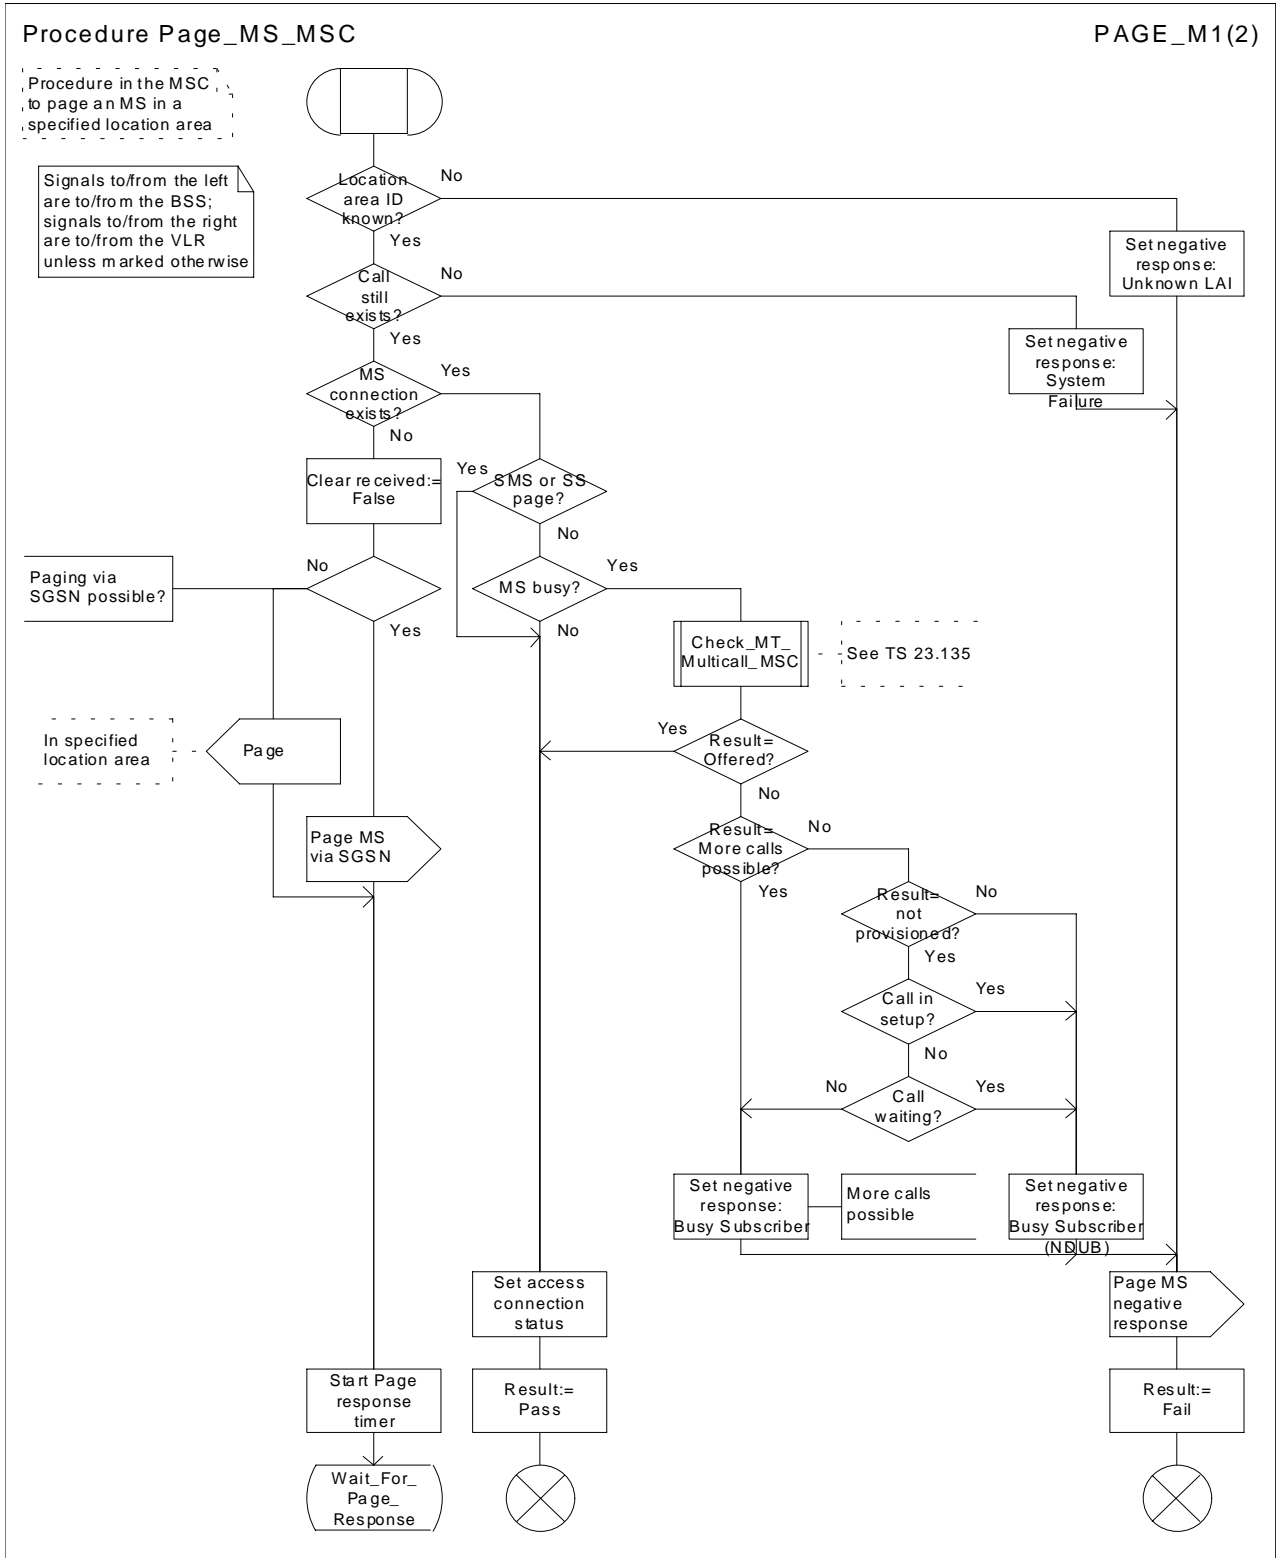 Procedure Page_MS_MSC
PAGE_M1(2)
Procedure in the MSC
to page an MS in a
specified location area
Signals to/from the left
are to/from the BSS;
signals to/from the right
are to/from the VLR
unless marked otherwise
Location
area ID
known?
No
Yes
Set negative
response:
Unknown LAI
Call
still
exists?
No
Yes
Set negative
response:
System
Failure
MS
connection
exists?
Yes
No
Clear received:=
False
Yes
SMS or SS
page?
No
Paging via
SGSN possible?
No
Yes
MS busy?
Yes
No
Check_MT_
Multicall_MSC
See TS 23.135
In specified
location area
Page
Yes
Result=
Offered?
No
Page MS
via SGSN
Result=
More calls
possible?
No
Yes
Result=
not
provisioned?
No
Yes
Call in
setup?
Yes
No
No
Call
waiting?
Yes
Set negative
response:
Busy Subscriber
More calls
possible
Set negative
response:
Busy Subscriber
(NDUB)
Set access
connection
status
Page MS
negative
response
Start Page
response
timer
Result:=
Pass
Result:=
Fail
Wait_For_
Page_
Response